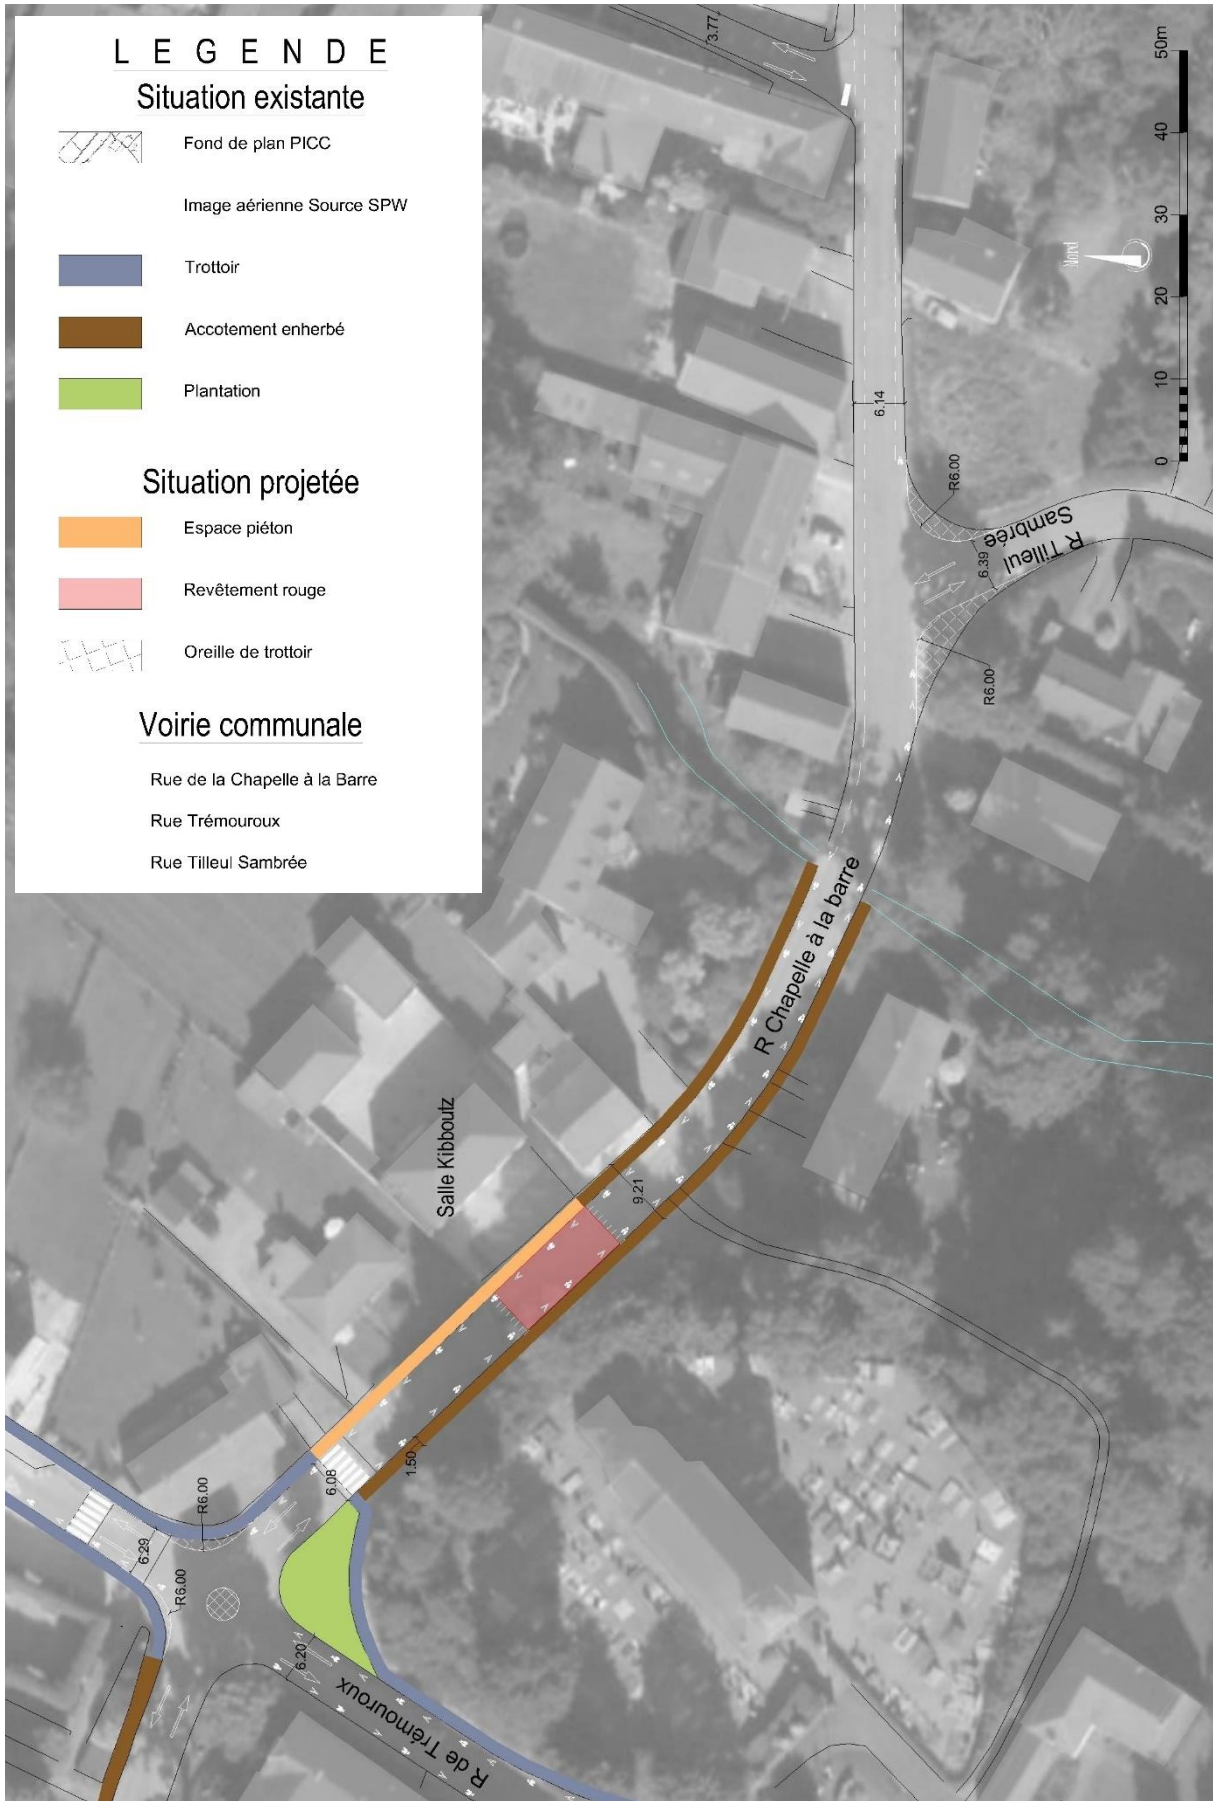 L E G E N D E
Situation existante
Fond de plan PICC
Image aérienne Source SPW
Trottoir
Accotement enherbé
Plantation
Situation projetée
Espace piéton
Revêtement rouge
Oreille de trottoir
Voirie communale
Rue de la Chapelle à la Barre
Rue Trémouroux
Rue Tilleul Sambrée
3.77
50m
40
30
20
10
0
Nord
6.14
R6.00
R Tilleul
Sambrée
6.39
R6.00
R Chapelle à la barre
Salle Kibboutz
9.21
1.50
6.08
R6.00
6.29
R6.00
6.20
R de Trémouroux